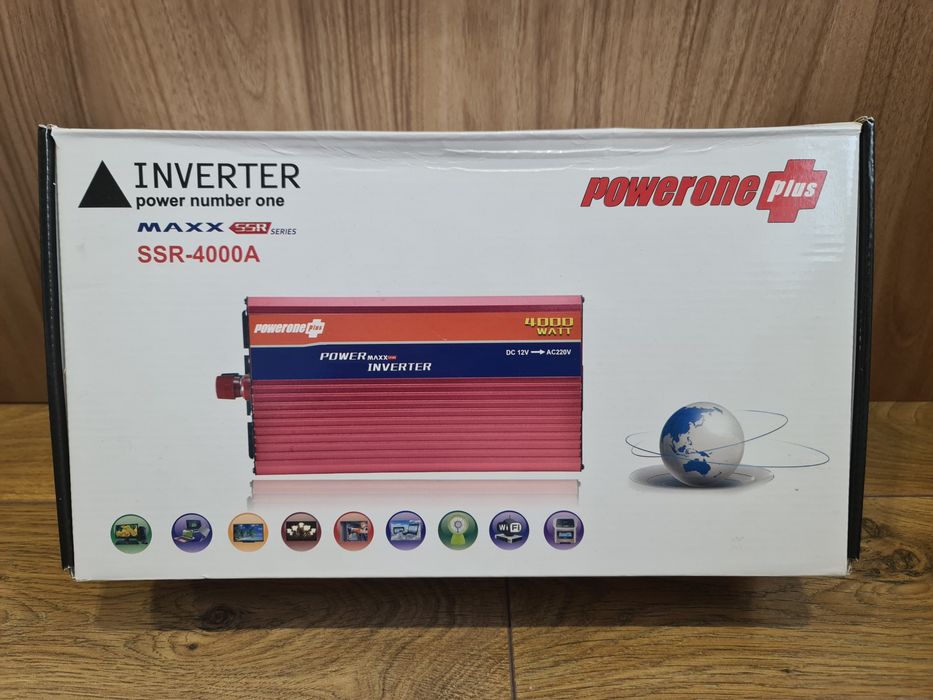 INVERTER
power number one
MAXX SSR SERIES
SSR-4000A
powerone plus
powerone plus
4000
WATT
POWER MAXX
INVERTER
DC 12V → AC220V
WiFi